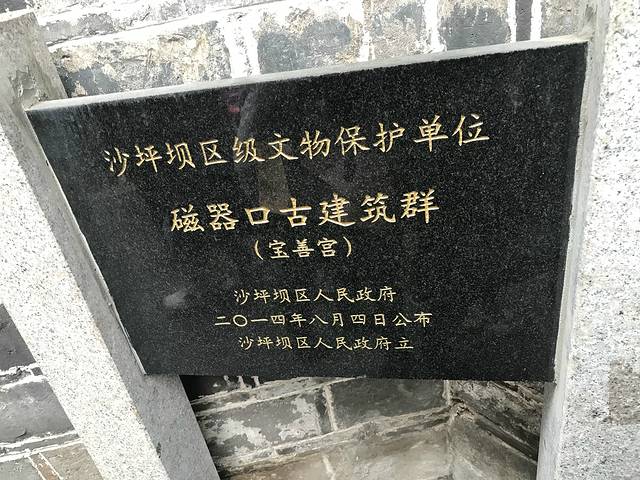 沙坪坝区级文物保护单位
磁器口古建筑群
（宝善宫）
沙坪坝区人民政府
二〇一四年八月四日公布
沙坪坝区人民政府立